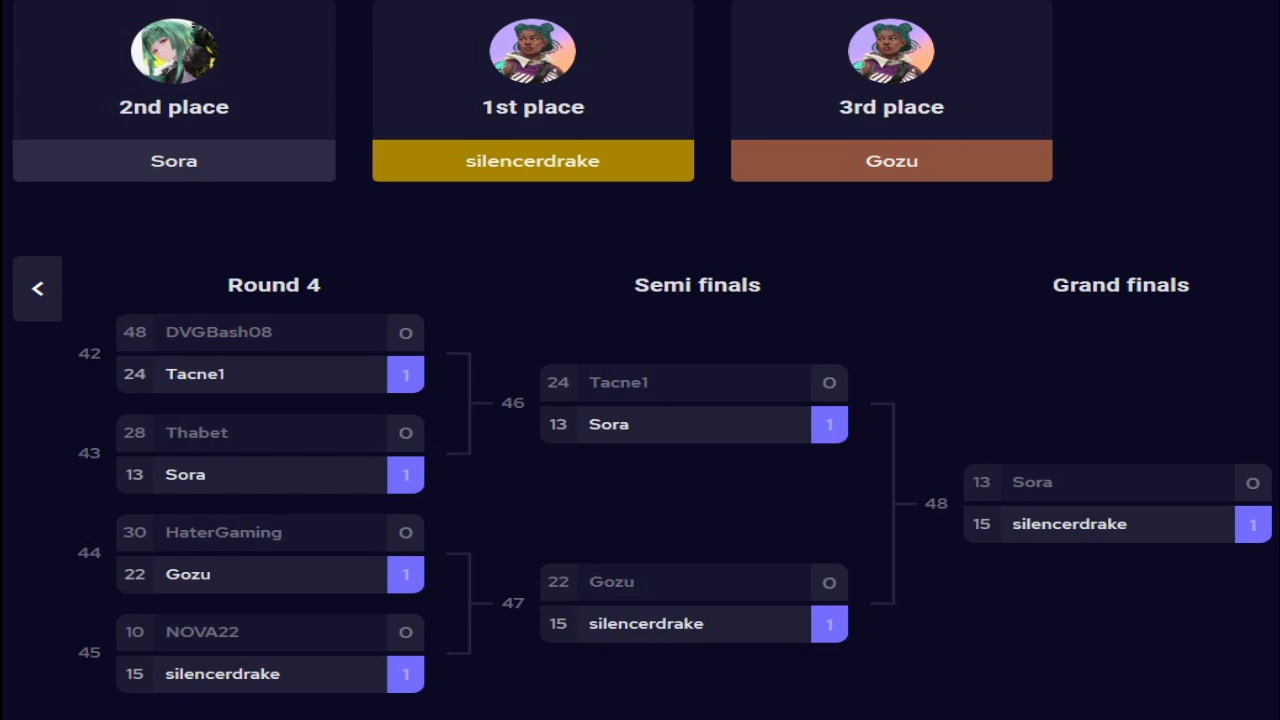 2nd place
Sora
1st place
silencerdrake
3rd place
Gozu
<
Round 4
Semi finals
Grand finals
42
48 DVGBash08 0
24 Tacne1 1
43
28 Thabet 0
13 Sora 1
44
30 HaterGaming 0
22 Gozu 1
45
10 NOVA22 0
15 silencerdrake 1
46
24 Tacne1 0
13 Sora 1
47
22 Gozu 0
15 silencerdrake 1
48
13 Sora 0
15 silencerdrake 1